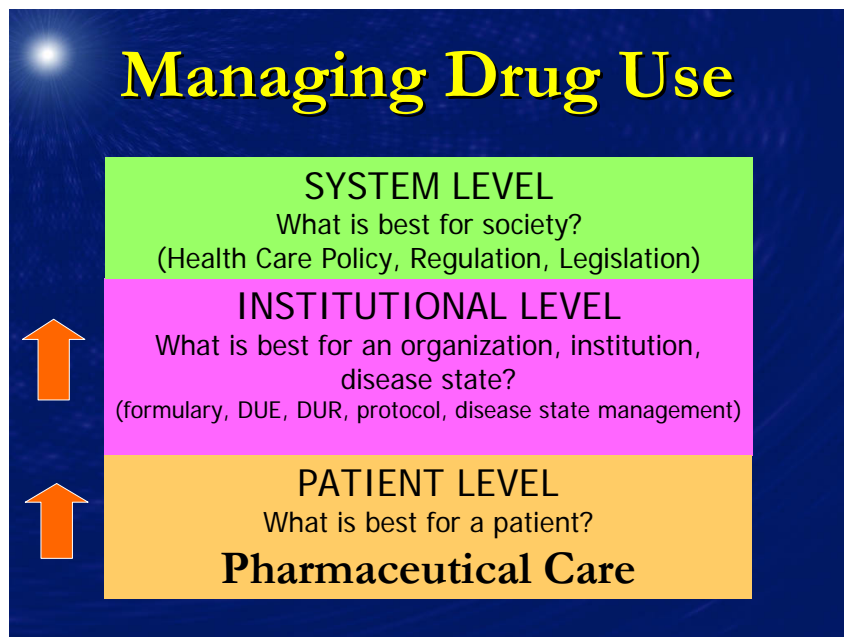 Managing Drug Use
SYSTEM LEVEL
What is best for society?
(Health Care Policy, Regulation, Legislation)
INSTITUTIONAL LEVEL
What is best for an organization, institution,
disease state?
(formulary, DUE, DUR, protocol, disease state management)
PATIENT LEVEL
What is best for a patient?
Pharmaceutical Care